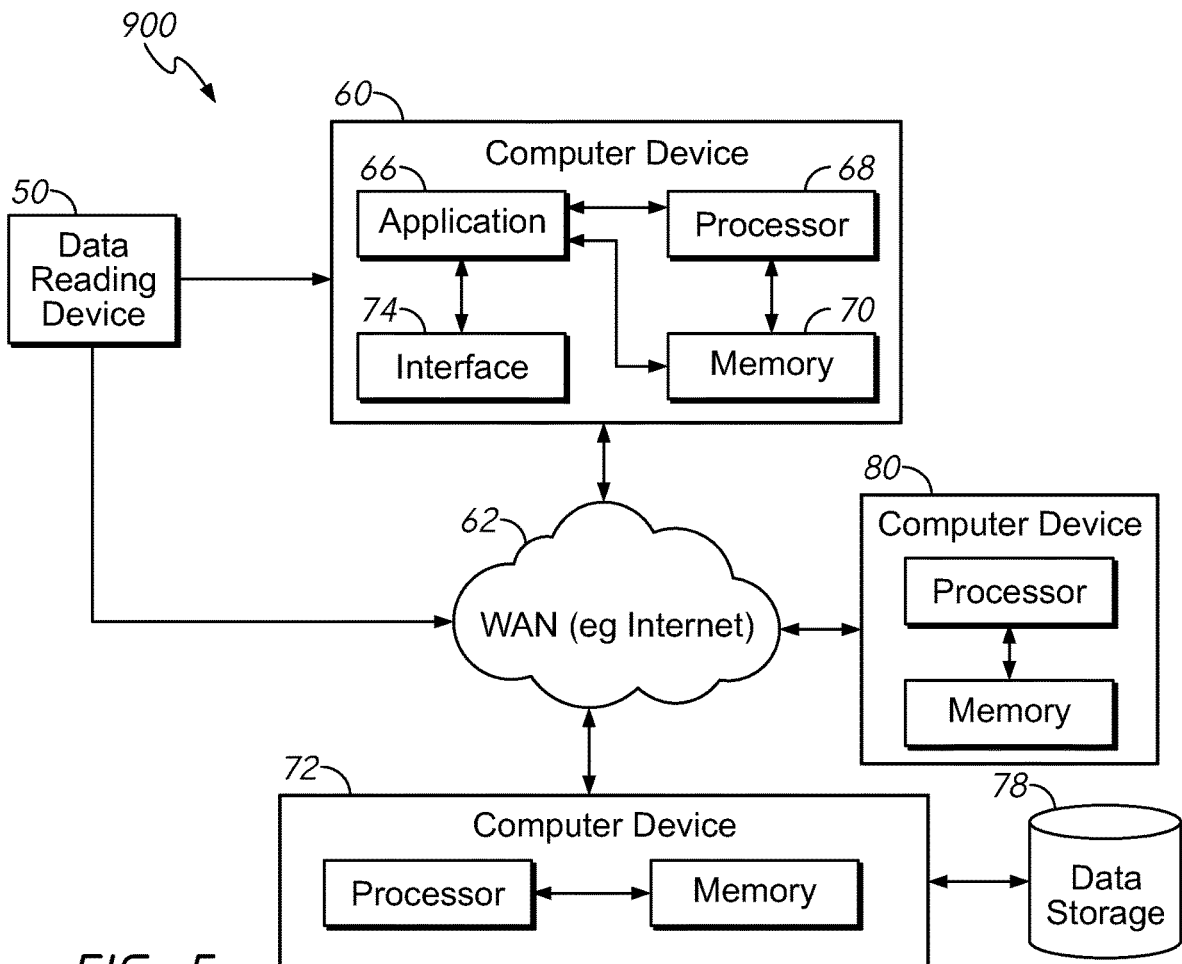 900
60
Computer Device
66
Application
68
Processor
50
Data
Reading
Device
74
Interface
70
Memory
80
Computer Device
Processor
Memory
62
WAN (eg Internet)
72
Computer Device
Processor
Memory
78
Data
Storage